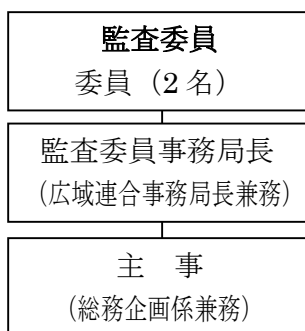 監査委員
委員（2 名）
監査委員事務局長
（広域連合事務局長兼務）
主　事
（総務企画係兼務）